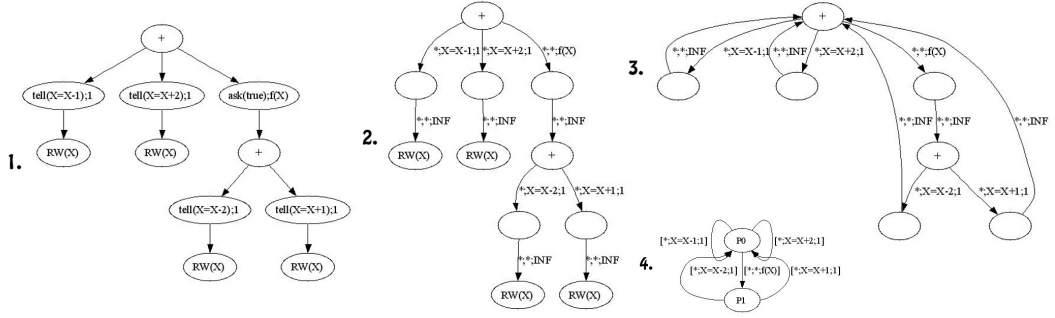 1.
+
tell(X=X-1);1
tell(X=X+2);1
ask(true);f(X)
RW(X)
RW(X)
+
tell(X=X-2);1
tell(X=X+1);1
RW(X)
RW(X)
2.
+
*;X=X-1;1
*;X=X+2;1
*;*;f(X)
*;*;INF
*;*;INF
*;*;INF
RW(X)
RW(X)
+
*;X=X-2;1
*;X=X+1;1
*;*;INF
*;*;INF
RW(X)
RW(X)
3.
+
*;*;INF
*;X=X-1;1
*;*;INF
*;X=X+2;1
*;*;f(X)
*;*;INF
*;*;INF
*;*;INF
+
*;X=X-2;1
*;X=X+1;1
4.
P0
[*;X=X-1;1]
[*;X=X+2;1]
[*;X=X-2;1]
[*;*;f(X)]
[*;X=X+1;1]
P1